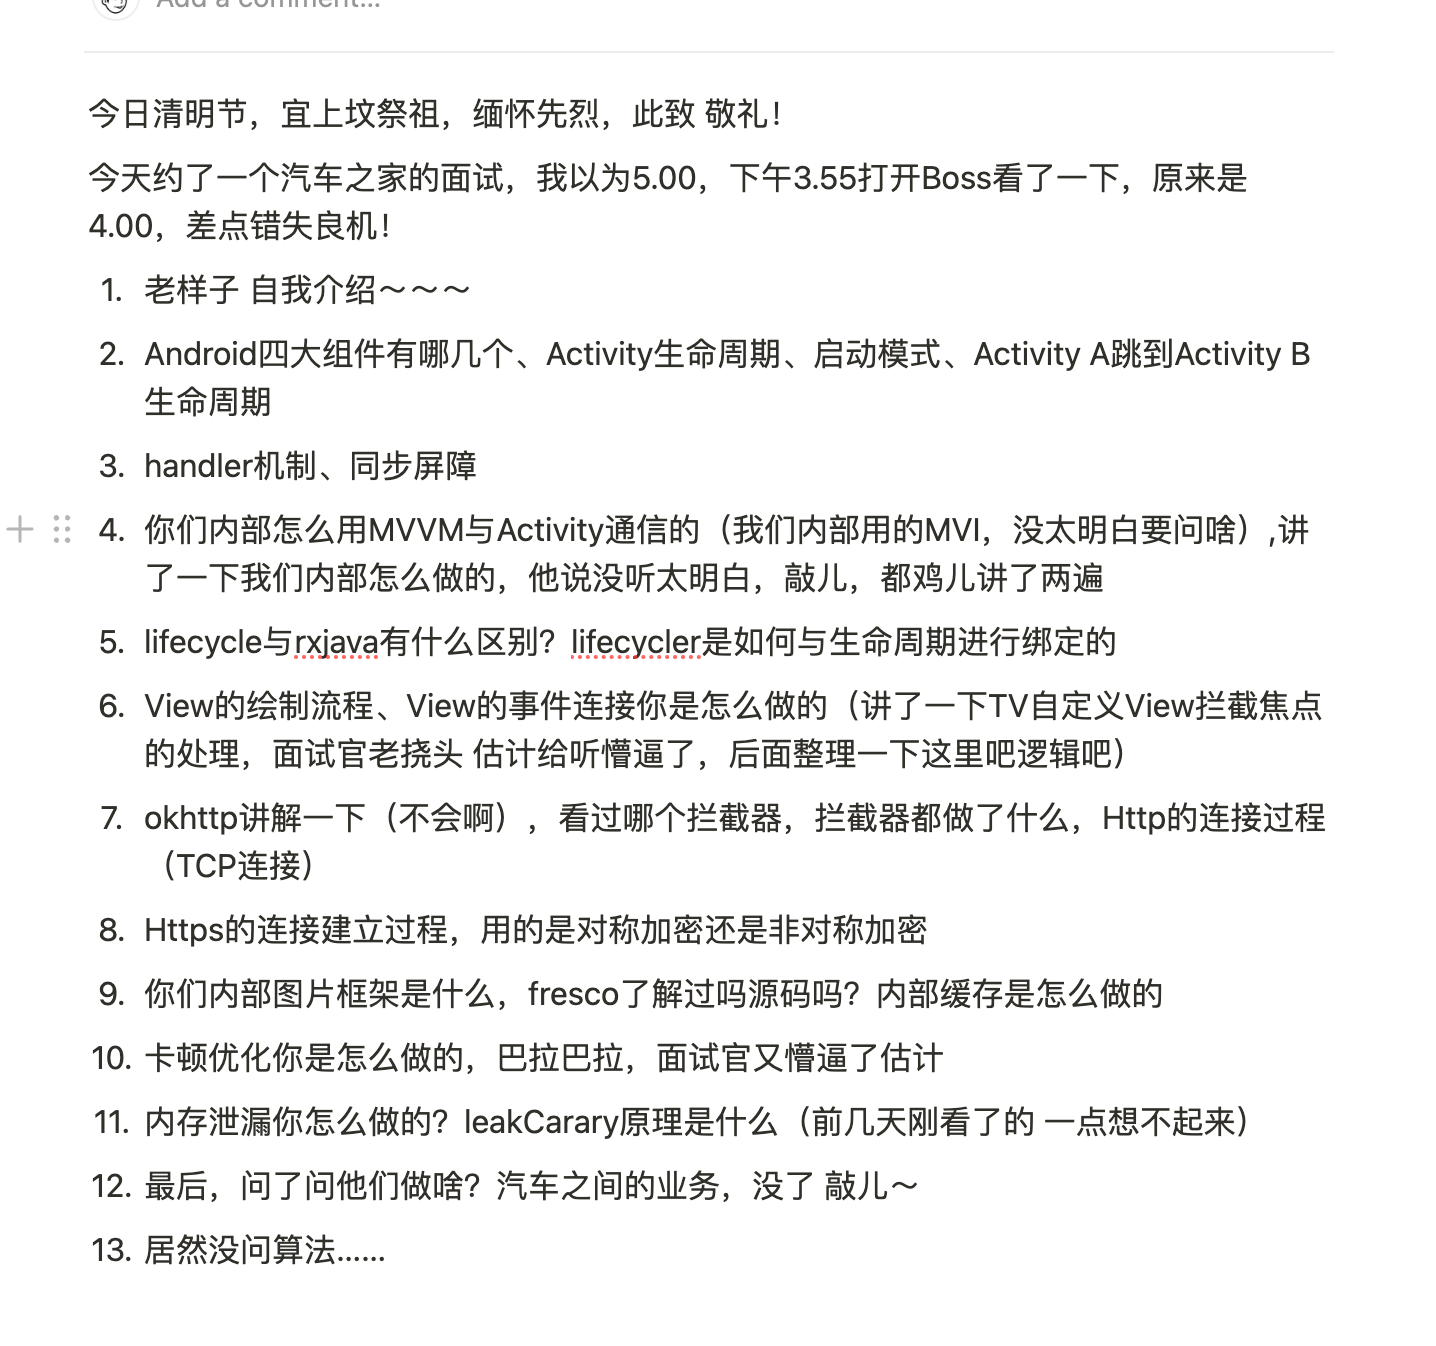 Add a comment...
今日清明节，宜上坟祭祖，缅怀先烈，此致 敬礼！
今天约了一个汽车之家的面试，我以为5.00，下午3.55打开Boss看了一下，原来是
4.00，差点错失良机！
1. 老样子 自我介绍～～～
2. Android四大组件有哪几个、Activity生命周期、启动模式、Activity A跳到Activity B
生命周期
3. handler机制、同步屏障
4. 你们内部怎么用MVVM与Activity通信的（我们内部用的MVI，没太明白要问啥）,讲
了一下我们内部怎么做的，他说没听太明白，敲儿，都鸡儿讲了两遍
5. lifecycle与rxjava有什么区别？lifecycler是如何与生命周期进行绑定的
6. View的绘制流程、View的事件连接你是怎么做的（讲了一下TV自定义View拦截焦点
的处理，面试官老挠头 估计给听懵逼了，后面整理一下这里吧逻辑吧）
7. okhttp讲解一下（不会啊），看过哪个拦截器，拦截器都做了什么，Http的连接过程
（TCP连接）
8. Https的连接建立过程，用的是对称加密还是非对称加密
9. 你们内部图片框架是什么，fresco了解过吗源码吗？内部缓存是怎么做的
10. 卡顿优化你是怎么做的，巴拉巴拉，面试官又懵逼了估计
11. 内存泄漏你怎么做的？leakCarary原理是什么（前几天刚看了的 一点想不起来）
12. 最后，问了问他们做啥？汽车之间的业务，没了 敲儿～
13. 居然没问算法......